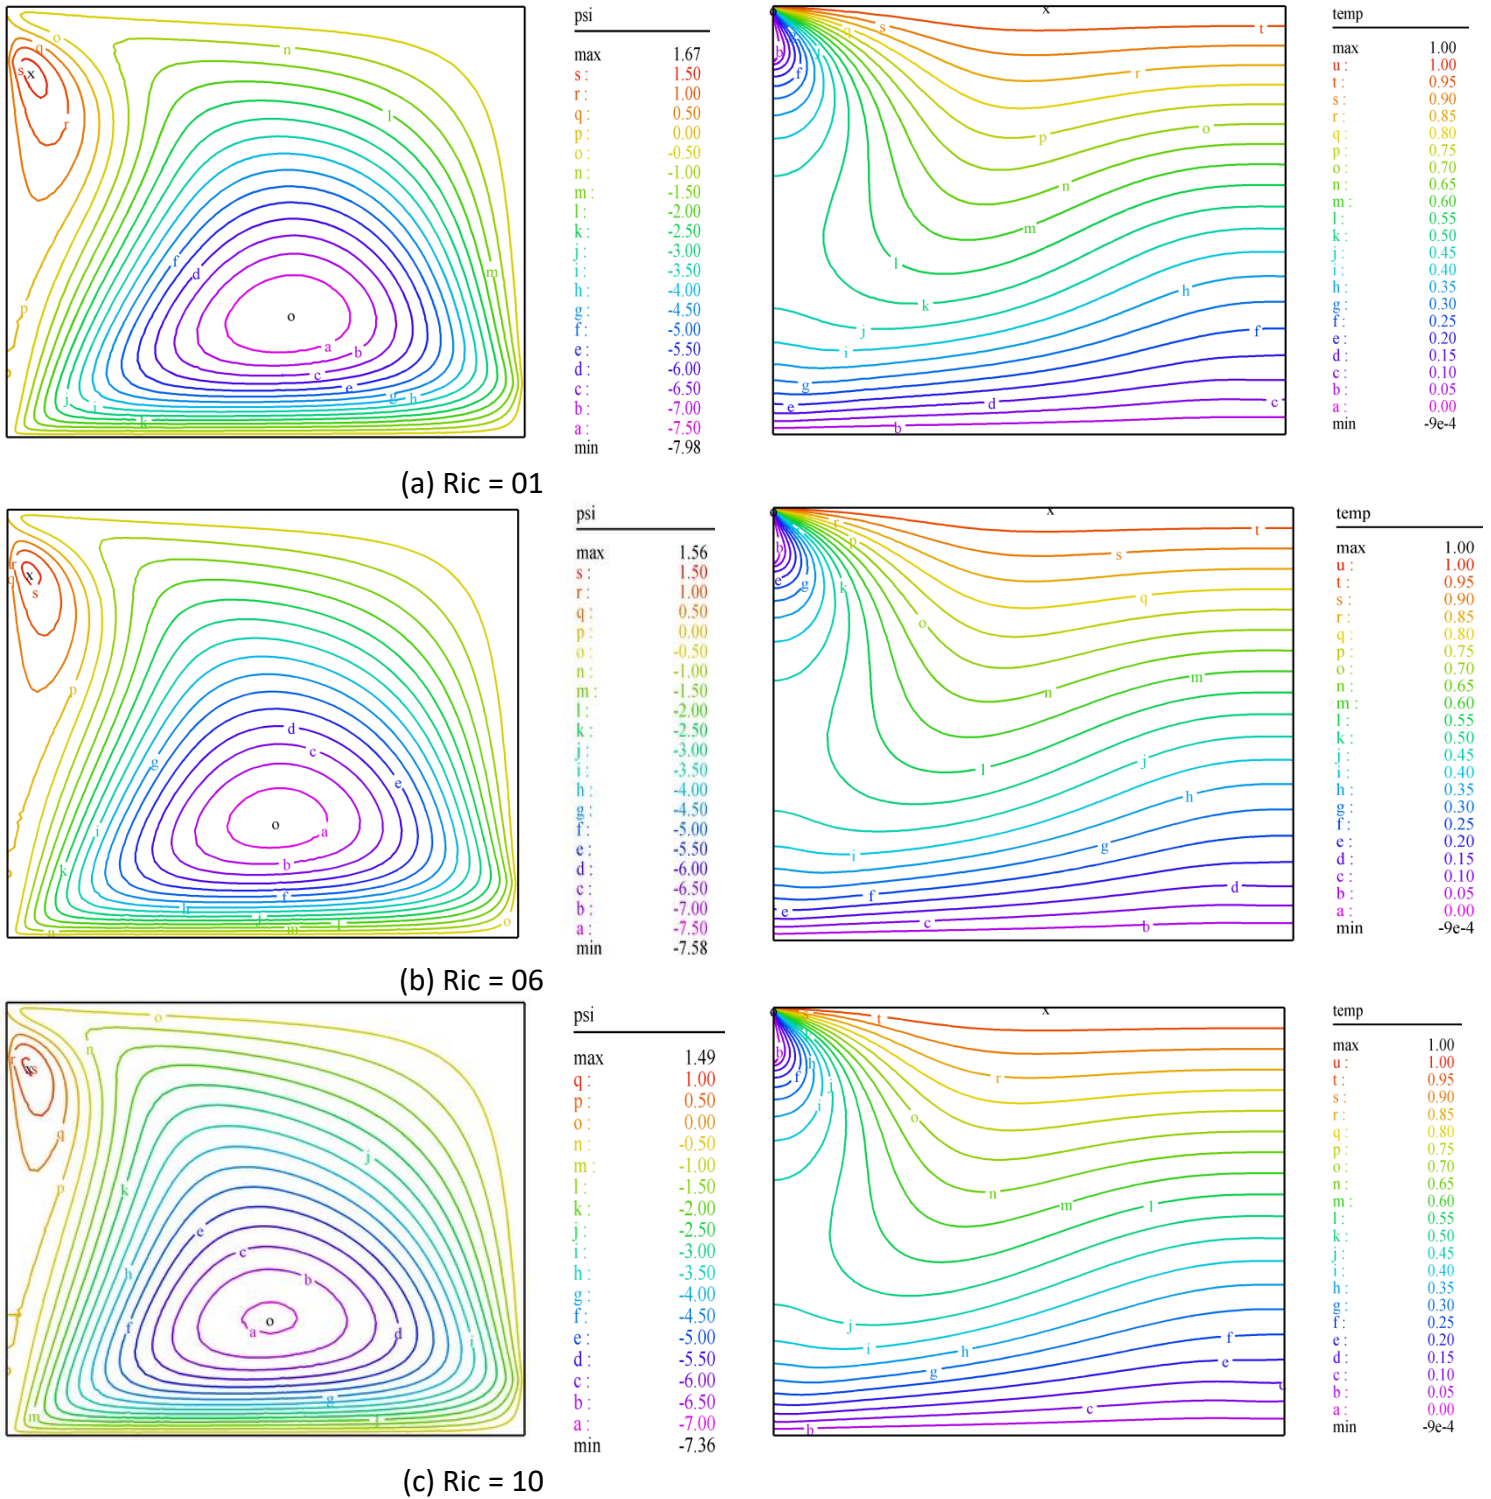 o
q
n
s x
r
l
f
d
m
p
o
a
b
c
e
g h
j
i
k
psi
max 1.67
s : 1.50
r : 1.00
q : 0.50
p : 0.00
o : -0.50
n : -1.00
m : -1.50
l : -2.00
k : -2.50
j : -3.00
i : -3.50
h : -4.00
g : -4.50
f : -5.00
e : -5.50
d : -6.00
c : -6.50
b : -7.00
a : -7.50
min -7.98
x
s
q
t
l
b
f
r
o
p
n
m
l
h
k
j
f
i
g
e
d
c
b
temp
max 1.00
u : 1.00
t : 0.95
s : 0.90
r : 0.85
q : 0.80
p : 0.75
o : 0.70
n : 0.65
m : 0.60
l : 0.55
k : 0.50
j : 0.45
i : 0.40
h : 0.35
g : 0.30
f : 0.25
e : 0.20
d : 0.15
c : 0.10
b : 0.05
a : 0.00
min -9e-4
(a) Ric = 01
r
q x
s
p
d
c
g
e
o
a
i
b
k
f
h
l
m
o
n
psi
max 1.56
s : 1.50
r : 1.00
q : 0.50
p : 0.00
o : -0.50
n : -1.00
m : -1.50
l : -2.00
k : -2.50
j : -3.00
i : -3.50
h : -4.00
g : -4.50
f : -5.00
e : -5.50
d : -6.00
c : -6.50
b : -7.00
a : -7.50
min -7.58
x
r
p
t
b
s
e g k
q
o
m
n
l
j
h
i
g
f
d
e
c
b
temp
max 1.00
u : 1.00
t : 0.95
s : 0.90
r : 0.85
q : 0.80
p : 0.75
o : 0.70
n : 0.65
m : 0.60
l : 0.55
k : 0.50
j : 0.45
i : 0.40
h : 0.35
g : 0.30
f : 0.25
e : 0.20
d : 0.15
c : 0.10
b : 0.05
a : 0.00
min -9e-4
(b) Ric = 06
o
n
r x s
q
j
p
k
e
c
h
b
f
o
a
d
i
g
m
l
psi
max 1.49
q : 1.00
p : 0.50
o : 0.00
n : -0.50
m : -1.00
l : -1.50
k : -2.00
j : -2.50
i : -3.00
h : -3.50
g : -4.00
f : -4.50
e : -5.00
d : -5.50
c : -6.00
b : -6.50
a : -7.00
min -7.36
x
t
b
h
f
j
r
i
o
n
m
l
j
i
h
f
g
e
c
b
temp
max 1.00
u : 1.00
t : 0.95
s : 0.90
r : 0.85
q : 0.80
p : 0.75
o : 0.70
n : 0.65
m : 0.60
l : 0.55
k : 0.50
j : 0.45
i : 0.40
h : 0.35
g : 0.30
f : 0.25
e : 0.20
d : 0.15
c : 0.10
b : 0.05
a : 0.00
min -9e-4
(c) Ric = 10